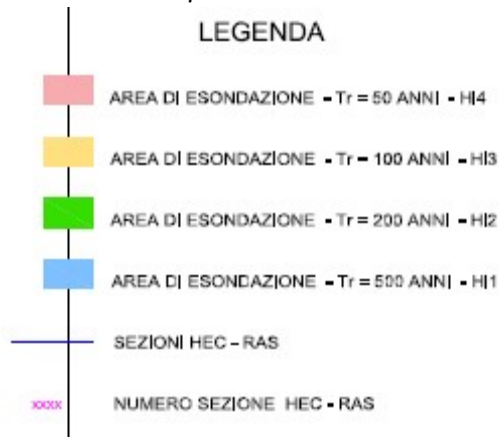 LEGENDA
AREA DI ESONDAZIONE - Tr = 50 ANNI - HI4
AREA DI ESONDAZIONE - Tr = 100 ANNI - HI3
AREA DI ESONDAZIONE - Tr = 200 ANNI - HI2
AREA DI ESONDAZIONE - Tr = 500 ANNI - HI1
SEZIONI HEC - RAS
xxxx NUMERO SEZIONE HEC - RAS